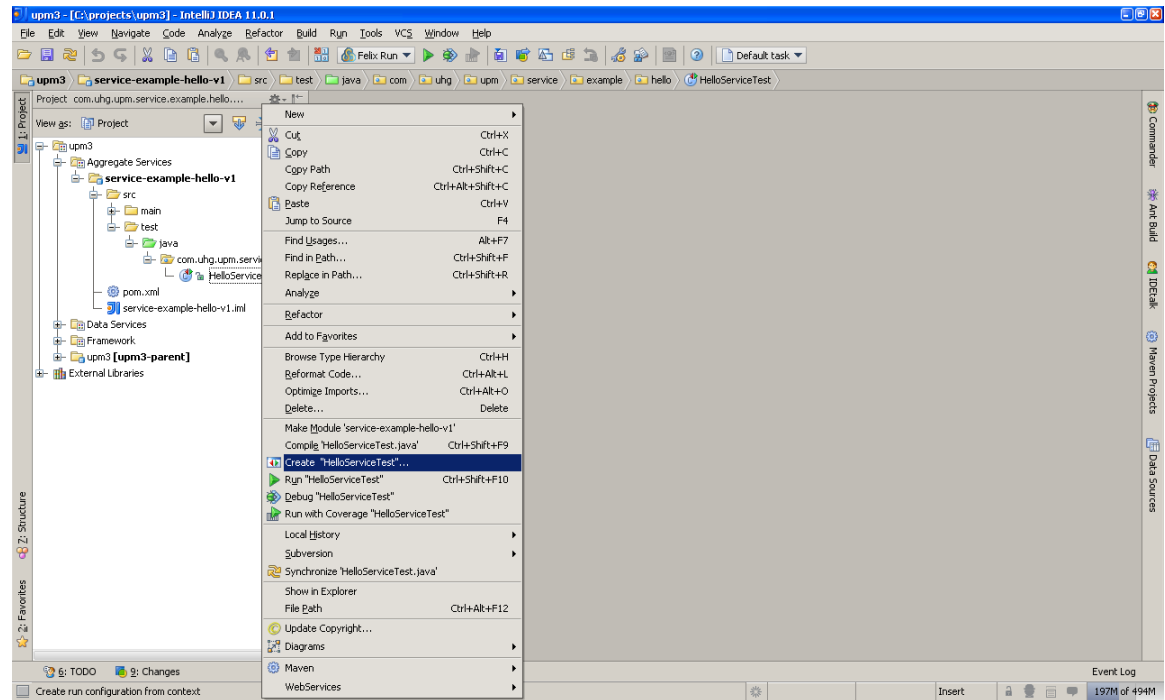 upm3 - [C:\projects\upm3] - IntelliJ IDEA 11.0.1
File Edit View Navigate Code Analyze Refactor Build Run Tools VCS Window Help
Felix Run Default task
upm3 service-example-hello-v1 src test java com uhg upm service example hello HelloServiceTest
1: Project
Project com.uhg.upm.service.example.hello....
View as: Project
upm3
Aggregate Services
service-example-hello-v1
src
main
test
java
com.uhg.upm.servi
HelloService
pom.xml
service-example-hello-v1.iml
Data Services
Framework
upm3 [upm3-parent]
External Libraries
Z: Structure
2: Favorites
New
Cut Ctrl+X
Copy Ctrl+C
Copy Path Ctrl+Shift+C
Copy Reference Ctrl+Alt+Shift+C
Paste Ctrl+V
Jump to Source F4
Find Usages... Alt+F7
Find in Path... Ctrl+Shift+F
Replace in Path... Ctrl+Shift+R
Analyze
Refactor
Add to Favorites
Browse Type Hierarchy Ctrl+H
Reformat Code... Ctrl+Alt+L
Optimize Imports... Ctrl+Alt+O
Delete... Delete
Make Module 'service-example-hello-v1'
Compile 'HelloServiceTest.java' Ctrl+Shift+F9
Create "HelloServiceTest"...
Run "HelloServiceTest" Ctrl+Shift+F10
Debug "HelloServiceTest"
Run with Coverage "HelloServiceTest"
Local History
Subversion
Synchronize 'HelloServiceTest.java'
Show in Explorer
File Path Ctrl+Alt+F12
Update Copyright...
Diagrams
Maven
WebServices
Commander
Ant Build
IDEtalk
Maven Projects
Data Sources
6: TODO 9: Changes Event Log
Create run configuration from context Insert 197M of 494M